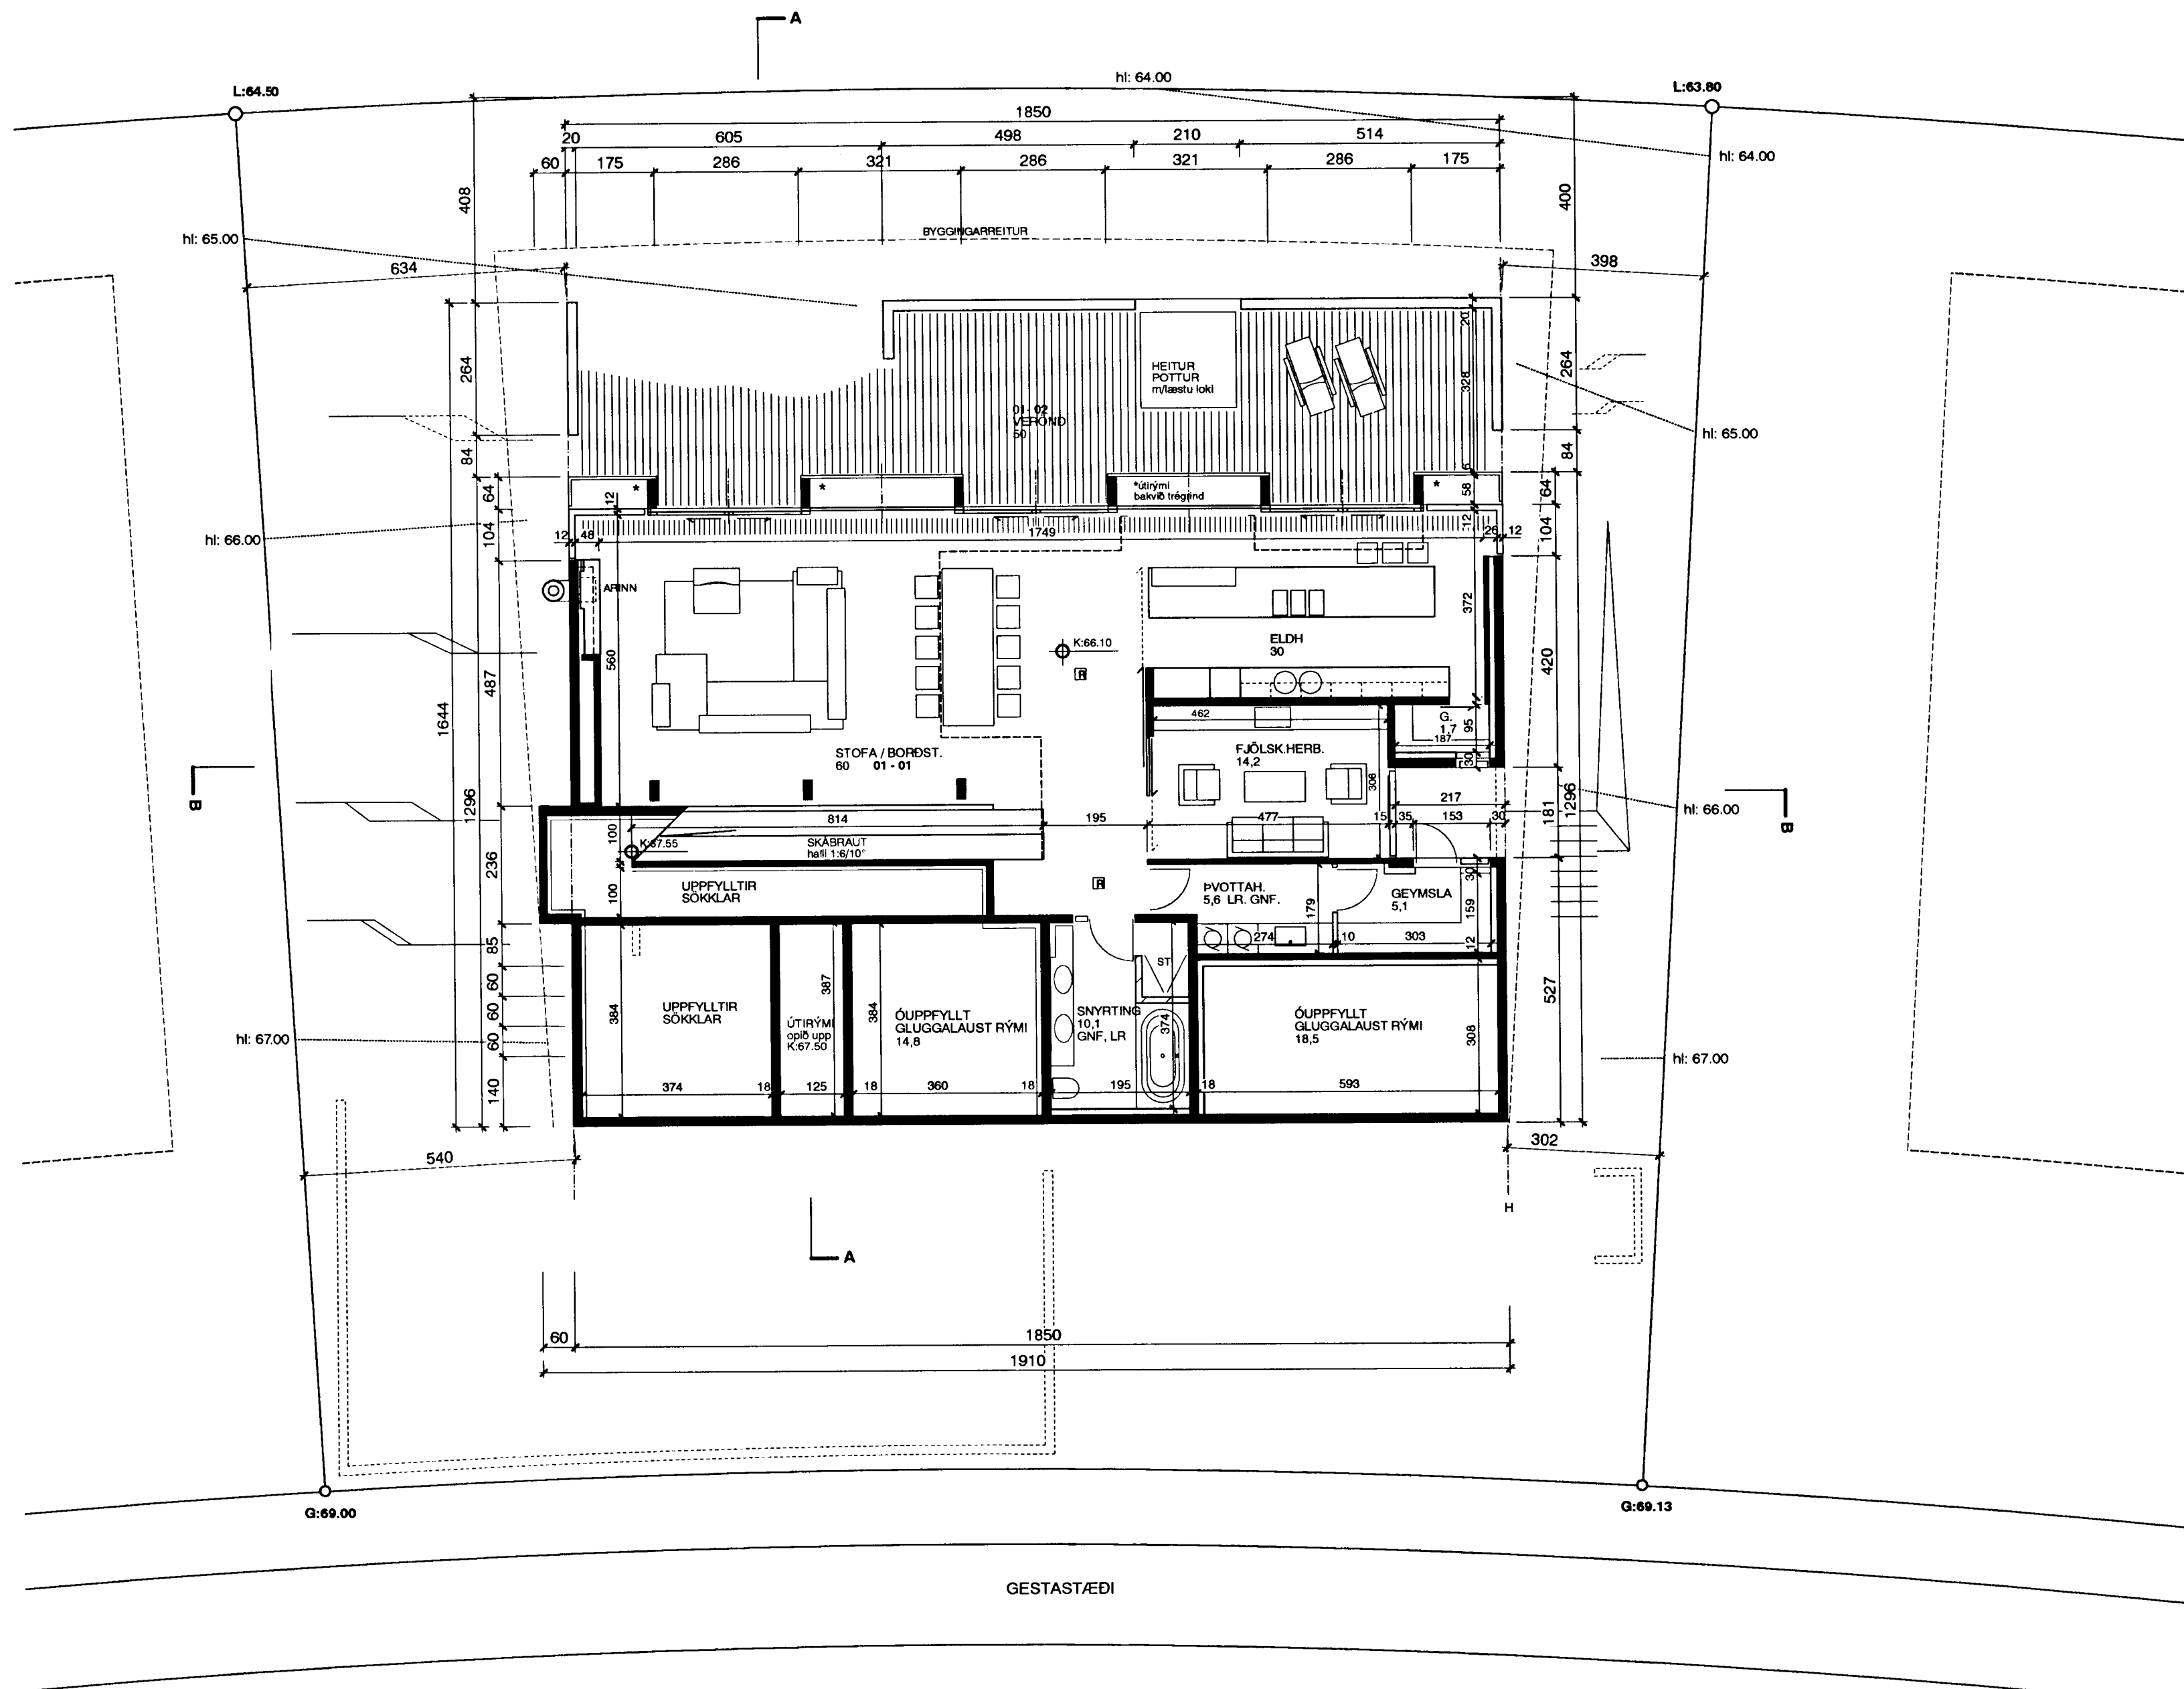 A
hl: 64.00
L:64.50
L:63.80
1850
20
605
498
210
514
hl: 64.00
60
175
286
321
286
321
286
175
408
400
BYGGINGARREITUR
hl: 65.00
634
398
20
264
HEITUR
POTTUR
m/læstu loki
328
264
01 - 02
VERÖND
50
hl: 65.00
84
84
6
64
*
*
*útirými
bakvið trégrind
*
58
64
12
12
hl: 66.00
104
12
48
1749
26
12
104
ARINN
372
560
K:66.10
R
ELDH
30
420
487
1644
462
G.
1,7
95
187
STOFA / BORÐST.
60 01 - 01
FJÖLSK.HERB.
14,2
30
306
B
B
217
hl: 66.00
1296
181
1296
100
814
195
477
15
35
153
30
K:67.55
SKÁBRAUT
halli 1:6/10°
236
100
UPPFYLLTIR
SÖKKLAR
R
ÞVOTTAH.
5,6 LR. GNF.
GEYMSLA
5,1
30
179
159
274
10
303
12
85
60
60
60
140
ST
387
384
384
374
308
527
UPPFYLLTIR
SÖKKLAR
ÚTIRÝMI
opið upp
K:67.50
ÓUPPFYLLT
GLUGGALAUST RÝMI
14,8
SNYRTING
10,1
GNF, LR
ÓUPPFYLLT
GLUGGALAUST RÝMI
18,5
hl: 67.00
hl: 67.00
374
18
125
18
360
18
195
18
593
540
302
H
A
60
1850
1910
G:69.00
G:69.13
GESTASTÆÐI